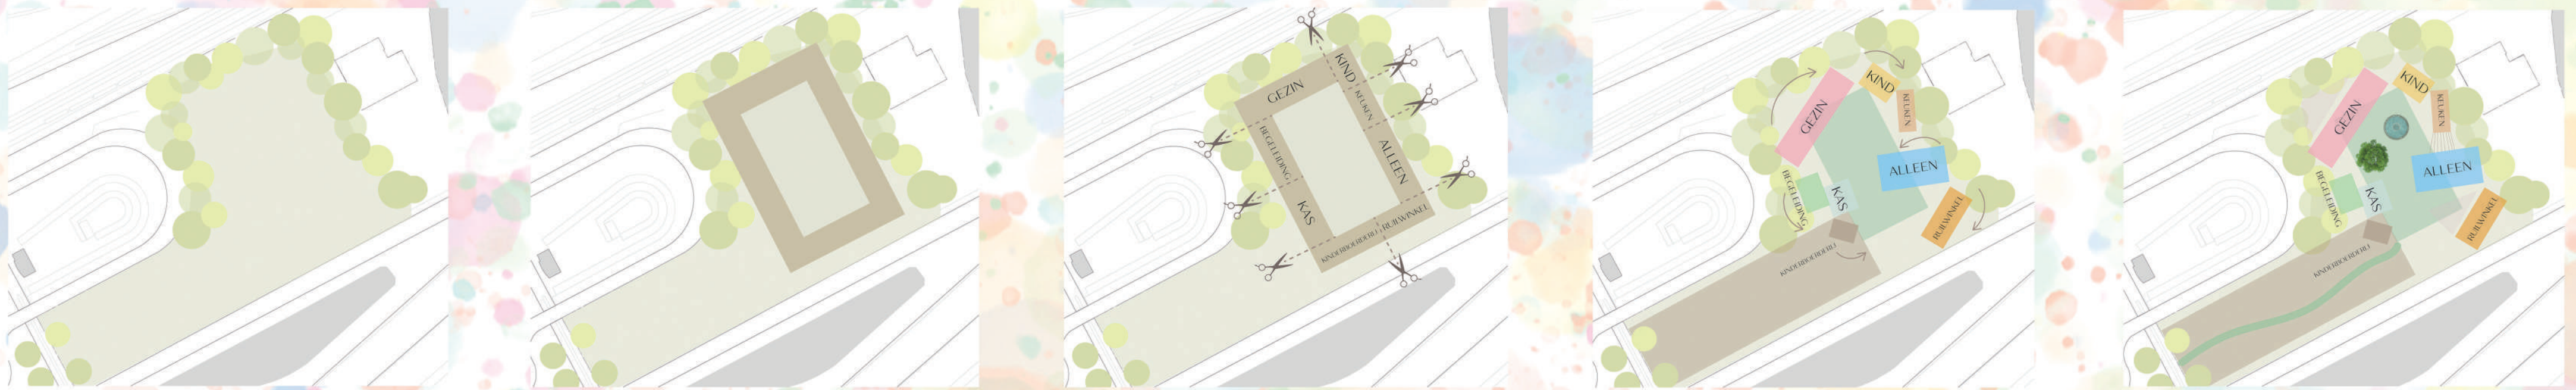 GEZIN
KIND
KEUKEN
BEGELEIDING
ALLEEN
KAS
KINDERBOERDERIJ
RUILWINKEL
GEZIN
KIND
KEUKEN
ALLEEN
BEGELEIDING
KAS
RUILWINKEL
KINDERBOERDERIJ
GEZIN
KIND
KEUKEN
ALLEEN
BEGELEIDING
KAS
RUILWINKEL
KINDERBOERDERIJ